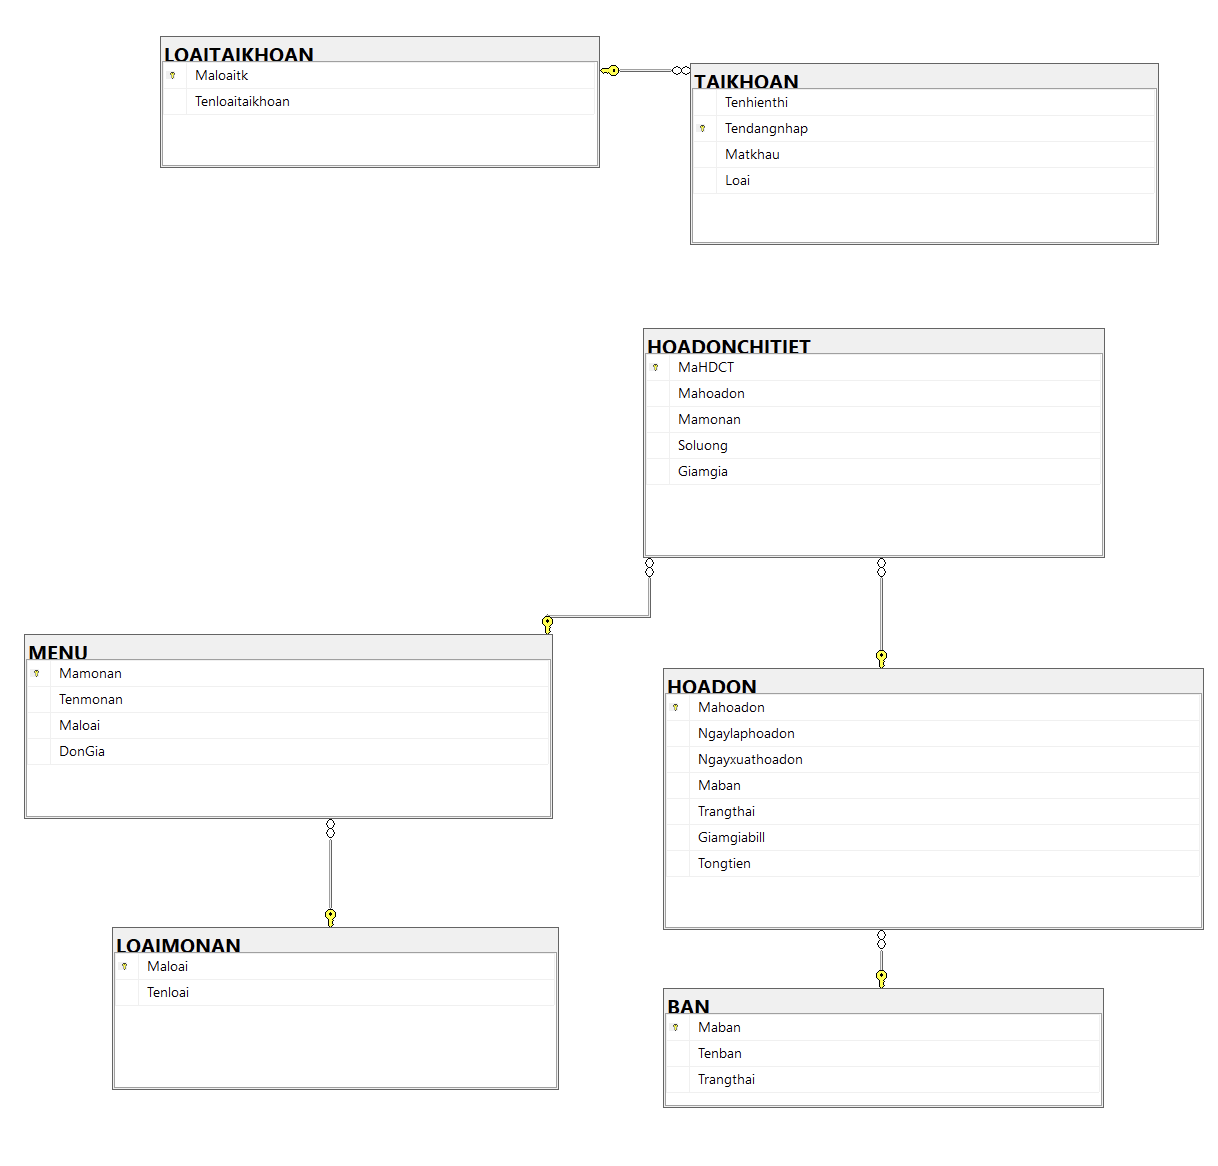 LOAITAIKHOAN
Maloaitk
Tenloaitaikhoan
TAIKHOAN
Tenhienthi
Tendangnhap
Matkhau
Loai
HOADONCHITIET
MaHDCT
Mahoadon
Mamonan
Soluong
Giamgia
MENU
Mamonan
Tenmonan
Maloai
DonGia
HOADON
Mahoadon
Ngaylaphoadon
Ngayxuathoadon
Maban
Trangthai
Giamgiabill
Tongtien
LOAIMONAN
Maloai
Tenloai
BAN
Maban
Tenban
Trangthai